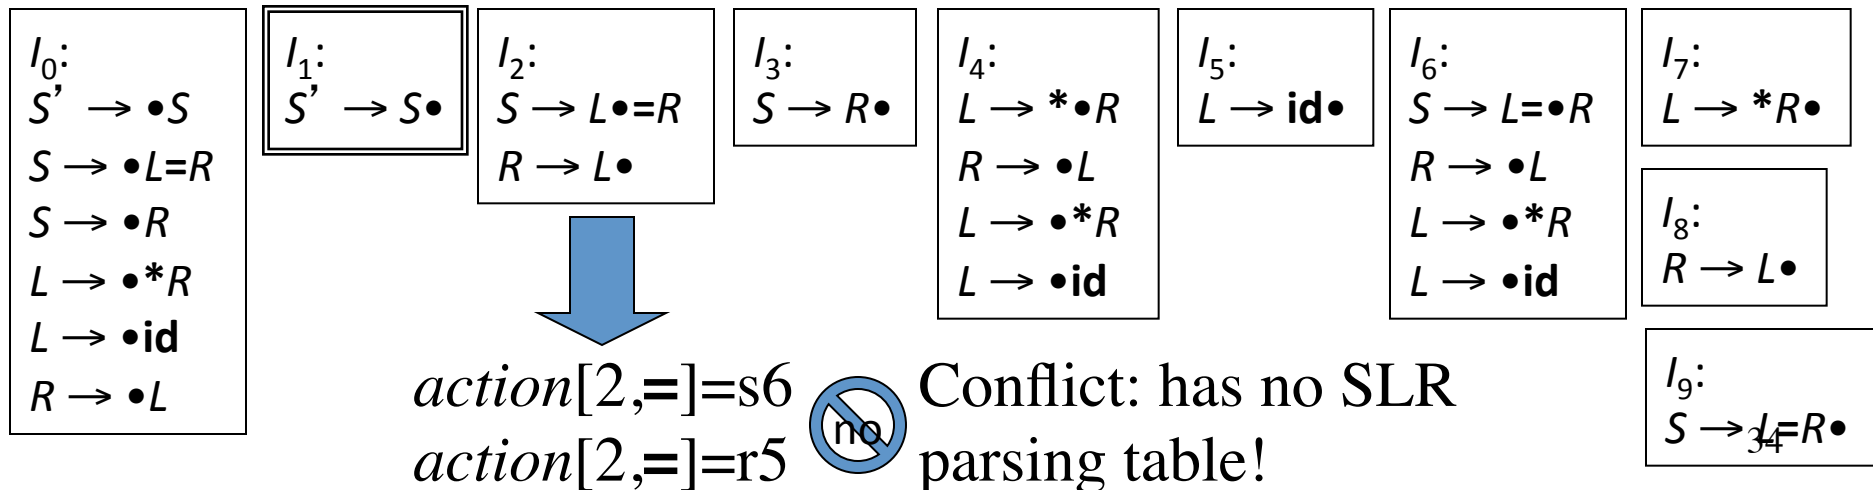 I₀:
S’ → •S
S → •L=R
S → •R
L → •*R
L → •id
R → •L
I₁:
S’ → S•
I₂:
S → L•=R
R → L•
I₃:
S → R•
I₄:
L → *•R
R → •L
L → •*R
L → •id
I₅:
L → id•
I₆:
S → L=•R
R → •L
L → •*R
L → •id
I₇:
L → *R•
I₈:
R → L•
I₉:
S → L=R•
34
action[2,=]=s6
action[2,=]=r5
no
Conflict: has no SLR
parsing table!